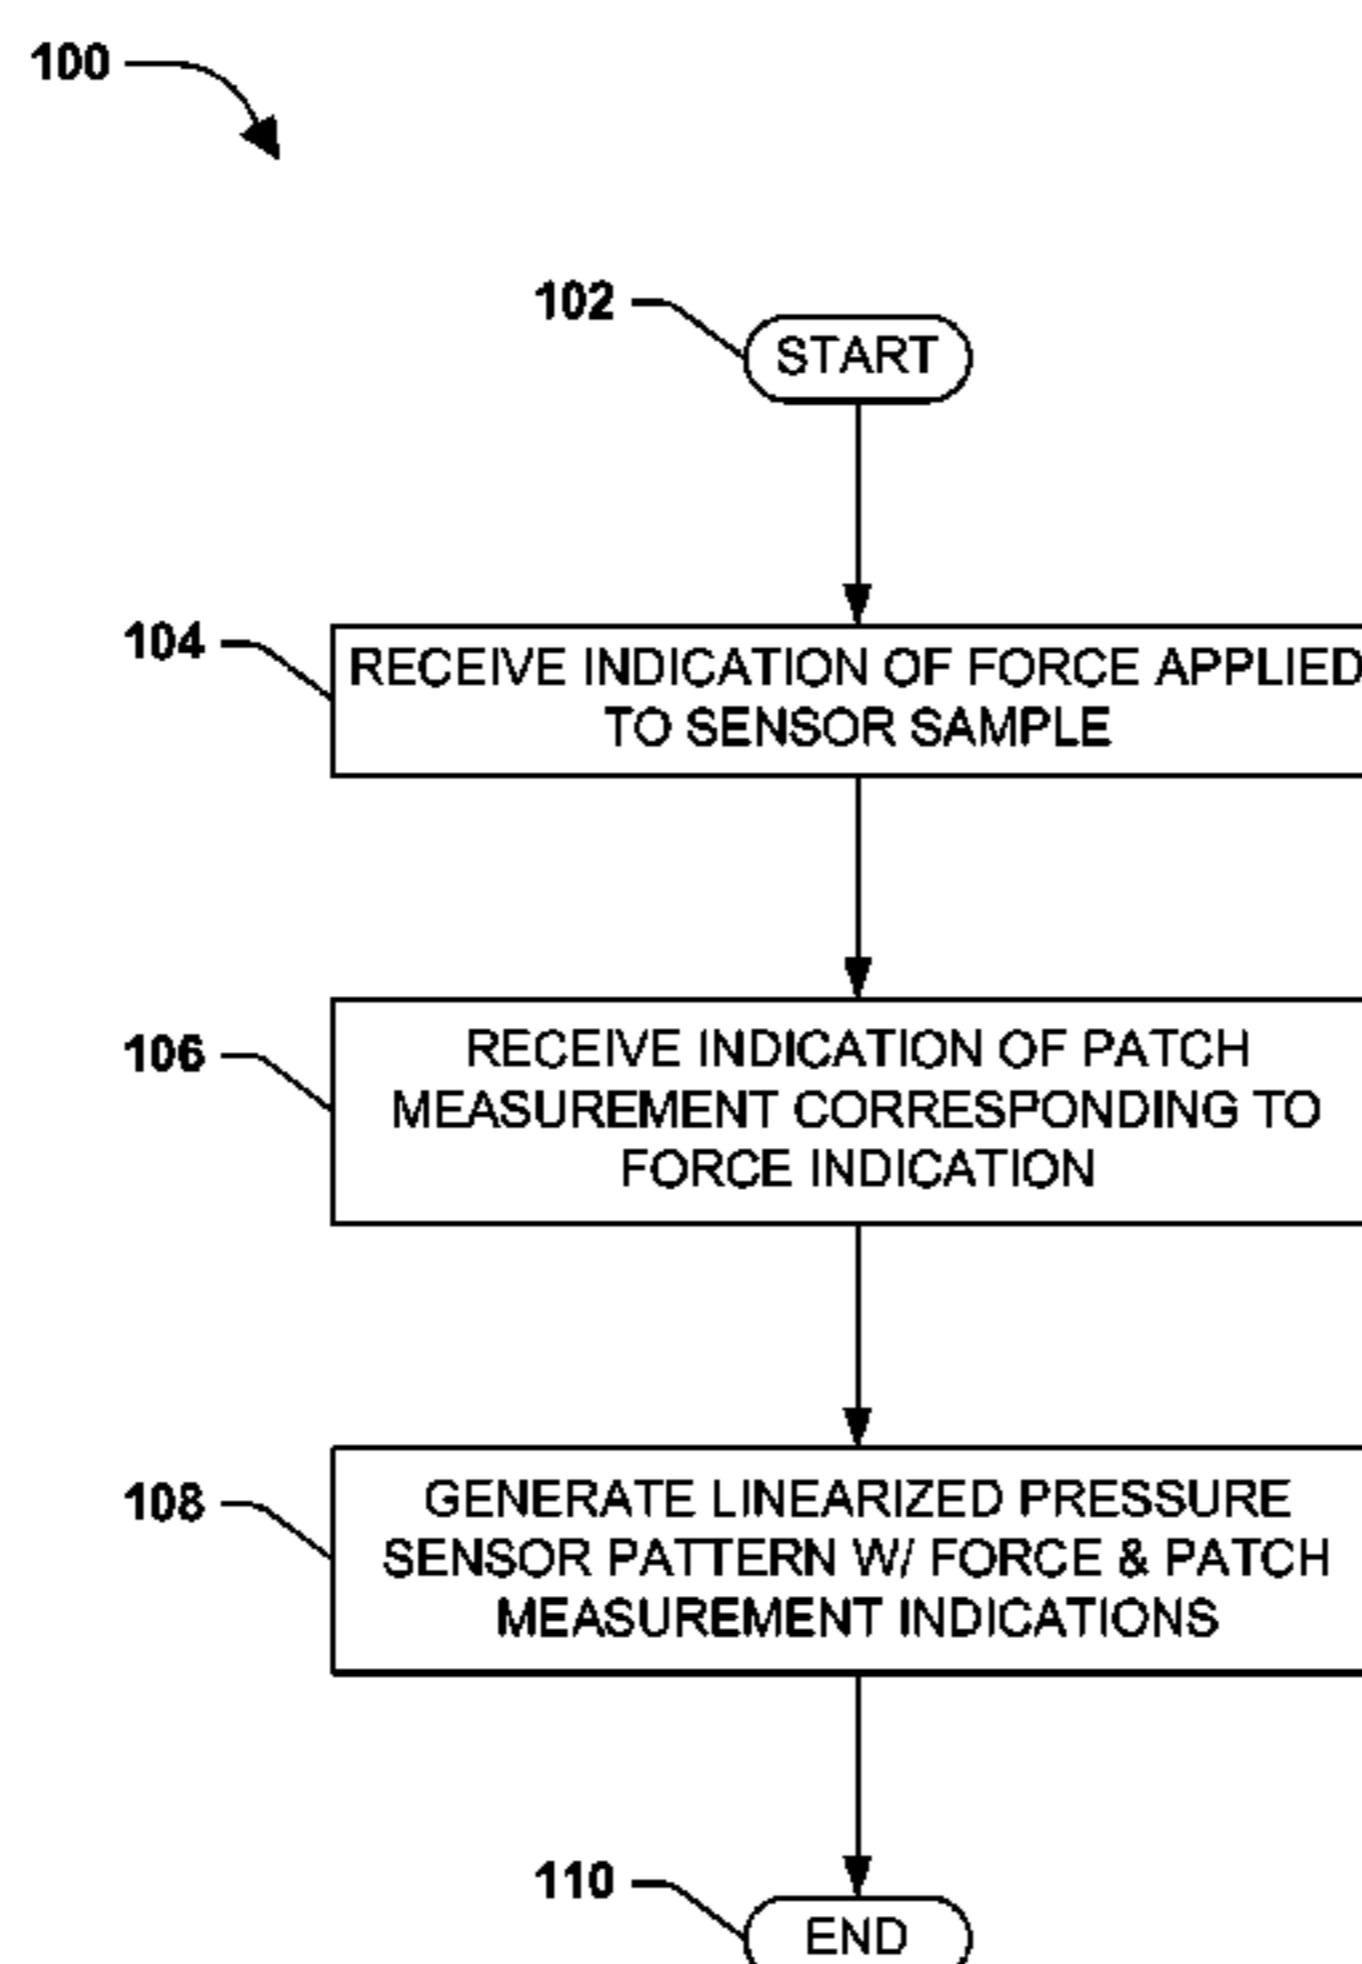 100
102
START
104
RECEIVE INDICATION OF FORCE APPLIED
TO SENSOR SAMPLE
106
RECEIVE INDICATION OF PATCH
MEASUREMENT CORRESPONDING TO
FORCE INDICATION
108
GENERATE LINEARIZED PRESSURE
SENSOR PATTERN W/ FORCE & PATCH
MEASUREMENT INDICATIONS
110
END